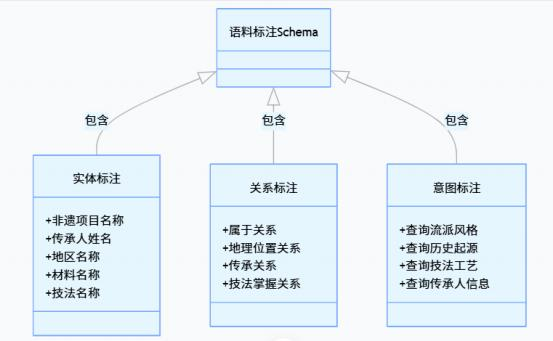 语料标注Schema
包含
包含
包含
实体标注
+非遗项目名称
+传承人姓名
+地区名称
+材料名称
+技法名称
关系标注
+属于关系
+地理位置关系
+传承关系
+技法掌握关系
意图标注
+查询流派风格
+查询历史起源
+查询技法工艺
+查询传承人信息